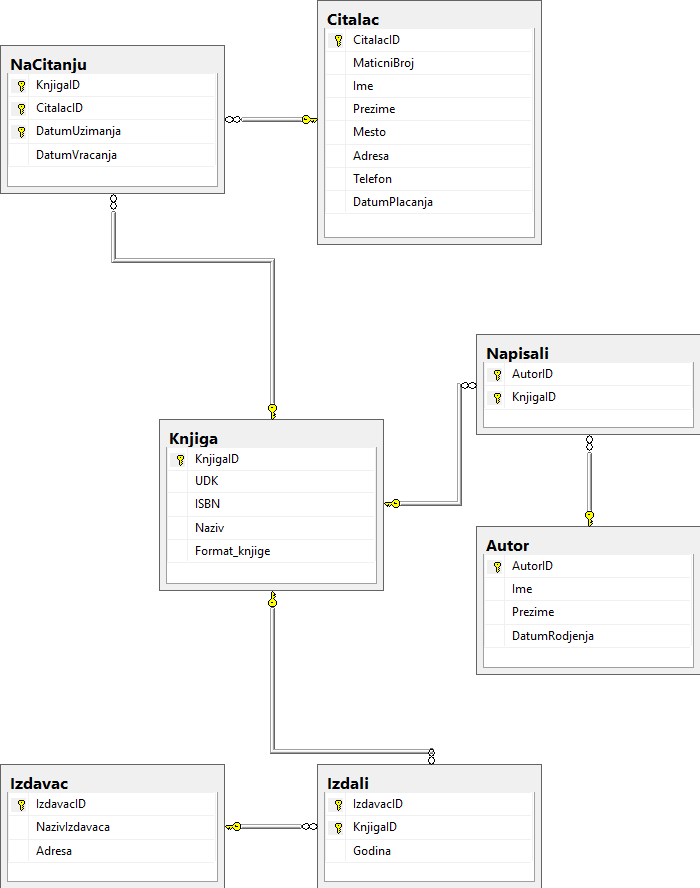 NaCitanju
KnjigaID
CitalacID
DatumUzimanja
DatumVracanja
Citalac
CitalacID
MaticniBroj
Ime
Prezime
Mesto
Adresa
Telefon
DatumPlacanja
Napisali
AutorID
KnjigaID
Knjiga
KnjigaID
UDK
ISBN
Naziv
Format_knjige
Autor
AutorID
Ime
Prezime
DatumRodjenja
Izdavac
IzdavacID
NazivIzdavaca
Adresa
Izdali
IzdavacID
KnjigaID
Godina